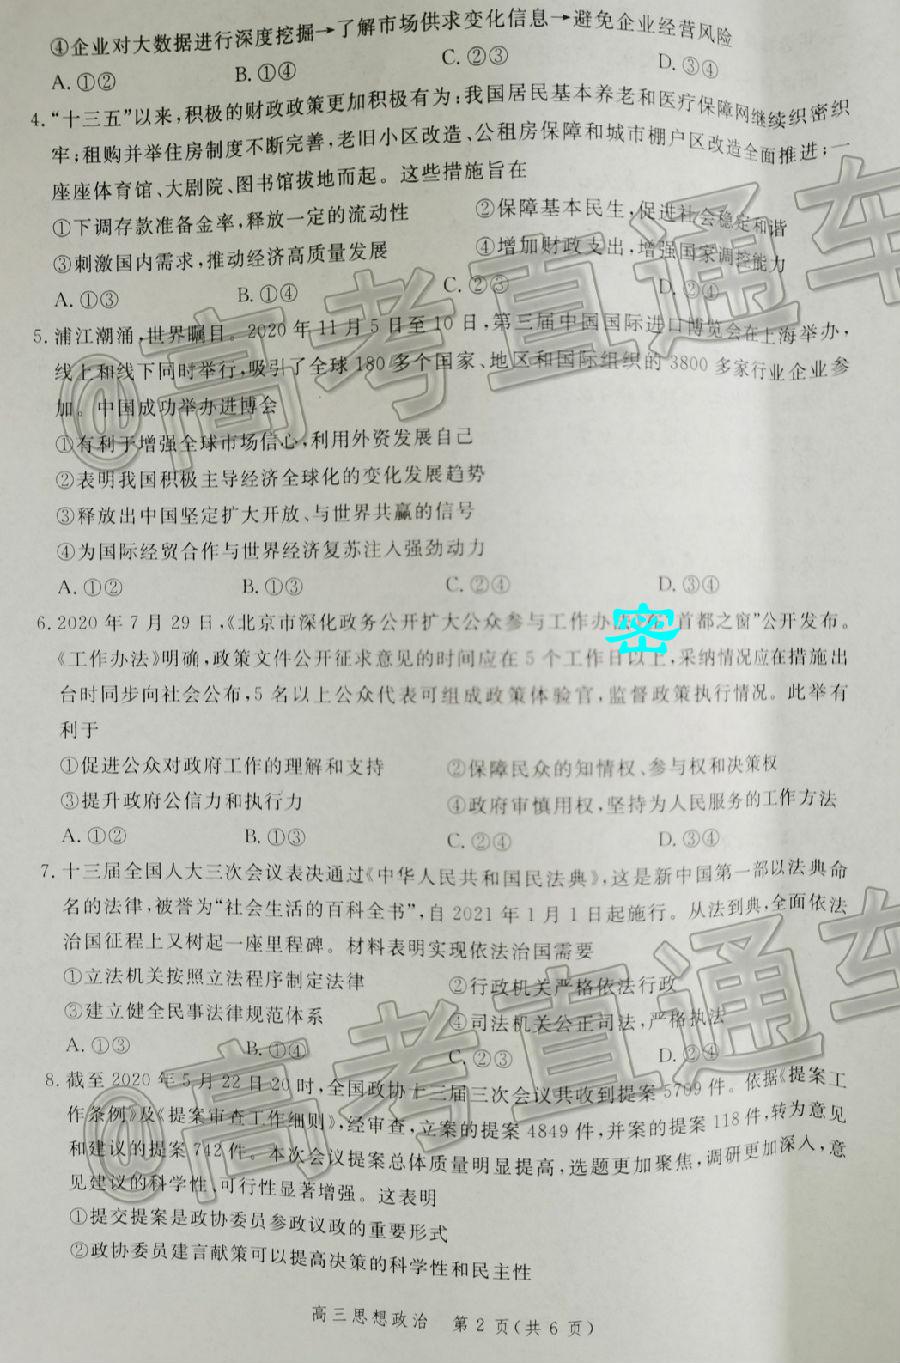 ④企业对大数据进行深度挖掘→了解市场供求变化信息→避免企业经营风险
A.①② B.①④ C.②③ D.③④
4.“十三五”以来,积极的财政政策更加积极有为:我国居民基本养老和医疗保障网继续织密织
牢;租购并举住房制度不断完善,老旧小区改造、公租房保障和城市棚户区改造全面推进;一
座座体育馆、大剧院、图书馆拔地而起。这些措施旨在
①下调存款准备金率,释放一定的流动性 ②保障基本民生,促进社会稳定和谐
③刺激国内需求,推动经济高质量发展 ④增加财政支出,增强国家调控能力
A.①③ B.①④ C.②③ D.②④
5.浦江潮涌,世界瞩目。2020年11月5日至10日,第三届中国国际进口博览会在上海举办,
线上和线下同时举行,吸引了全球180多个国家、地区和国际组织的3800多家行业企业参
加。中国成功举办进博会
①有利于增强全球市场信心,利用外资发展自己
②表明我国积极主导经济全球化的变化发展趋势
③释放出中国坚定扩大开放、与世界共赢的信号
④为国际经贸合作与世界经济复苏注入强劲动力
A.①② B.①③ C.②④ D.③④
6.2020年7月29日,《北京市深化政务公开扩大公众参与工作办 密 首都之窗”公开发布。
《工作办法》明确,政策文件公开征求意见的时间应在5个工作日以上,采纳情况应在措施出
台时同步向社会公布,5名以上公众代表可组成政策体验官,监督政策执行情况。此举有
利于
①促进公众对政府工作的理解和支持 ②保障民众的知情权、参与权和决策权
③提升政府公信力和执行力 ④政府审慎用权,坚持为人民服务的工作方法
A.①② B.①③ C.②④ D.③④
7.十三届全国人大三次会议表决通过《中华人民共和国民法典》,这是新中国第一部以法典命
名的法律,被誉为“社会生活的百科全书”,自2021年1月1日起施行。从法到典,全面依法
治国征程上又树起一座里程碑。材料表明实现依法治国需要
①立法机关按照立法程序制定法律 ②行政机关严格依法行政
③建立健全民事法律规范体系 ④司法机关公正司法,严格执法
A.①③ B.①④ C.②③ D.②④
8.截至2020年5月22日20时,全国政协十三届三次会议共收到提案5709件。依据《提案工
作条例》及《提案审查工作细则》,经审查,立案的提案4849件,并案的提案118件,转为意见
和建议的提案742件。本次会议提案总体质量明显提高,选题更加聚焦,调研更加深入,意
见建议的科学性、可行性显著增强。这表明
①提交提案是政协委员参政议政的重要形式
②政协委员建言献策可以提高决策的科学性和民主性
高三思想政治 第2页(共6页)
@高考直通车
@高考直通车